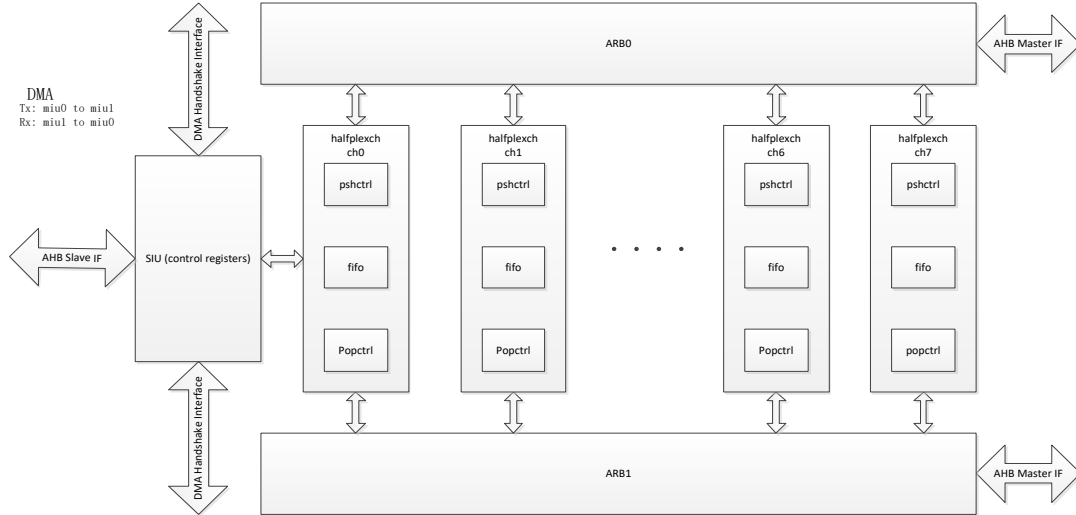 DMA
Tx: miu0 to miu1
Rx: miu1 to miu0
DMA Handshake Interface
ARB0
AHB Master IF
halfplexch
ch0
pshctrl
fifo
Popctrl
halfplexch
ch1
pshctrl
fifo
Popctrl
. . . .
halfplexch
ch6
pshctrl
fifo
Popctrl
halfplexch
ch7
pshctrl
fifo
popctrl
AHB Slave IF
SIU (control registers)
DMA Handshake Interface
ARB1
AHB Master IF